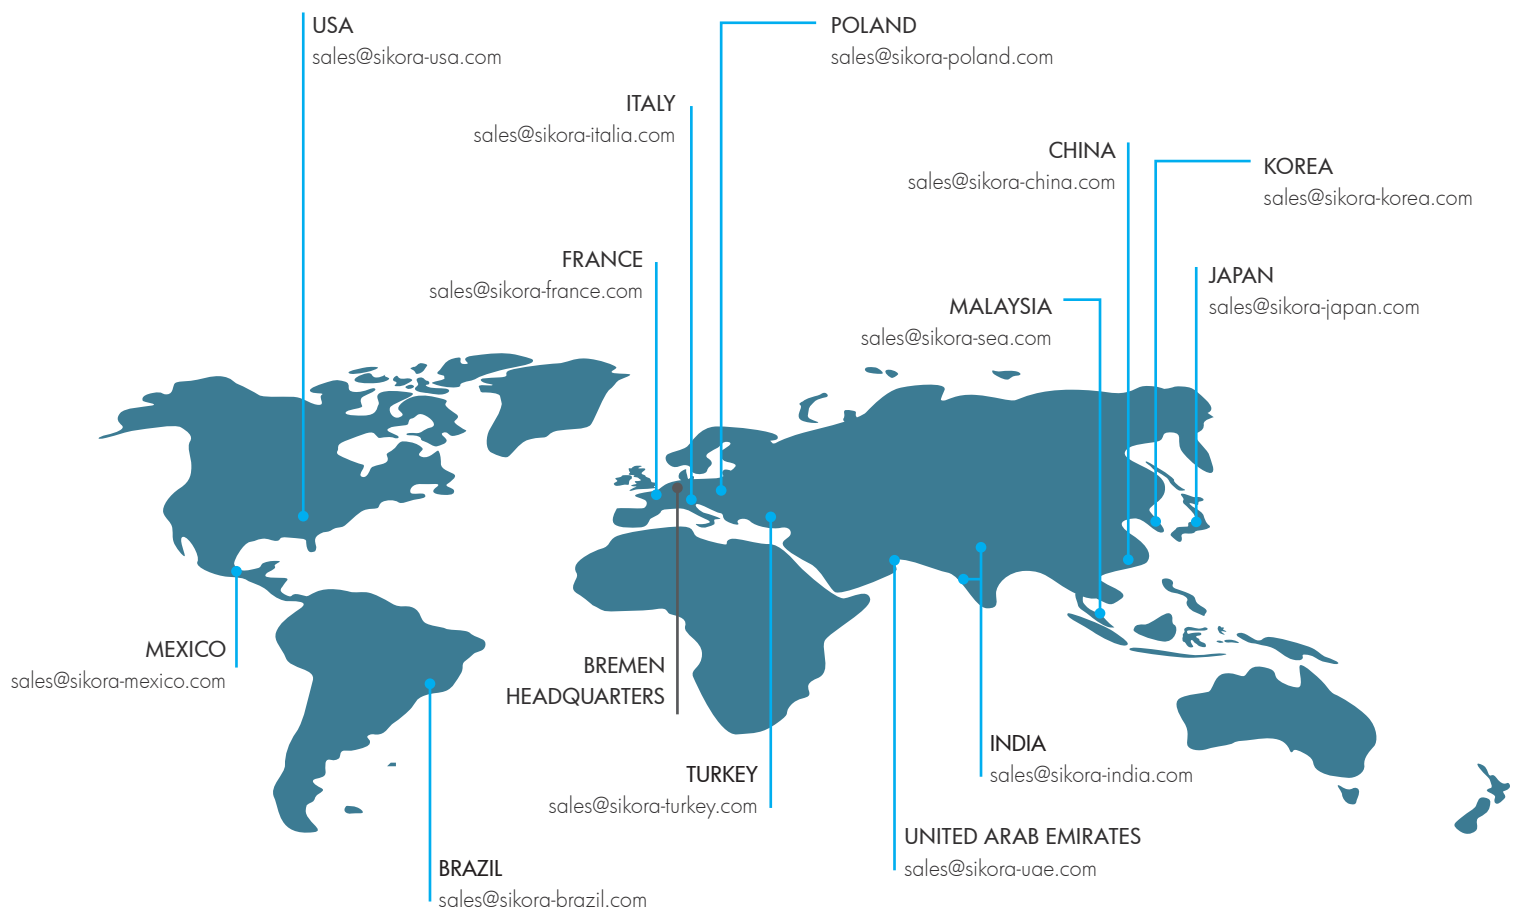 USA
sales@sikora-usa.com
POLAND
sales@sikora-poland.com
ITALY
sales@sikora-italia.com
CHINA
sales@sikora-china.com
KOREA
sales@sikora-korea.com
FRANCE
sales@sikora-france.com
JAPAN
sales@sikora-japan.com
MALAYSIA
sales@sikora-sea.com
MEXICO
sales@sikora-mexico.com
BREMEN
HEADQUARTERS
INDIA
sales@sikora-india.com
TURKEY
sales@sikora-turkey.com
UNITED ARAB EMIRATES
sales@sikora-uae.com
BRAZIL
sales@sikora-brazil.com